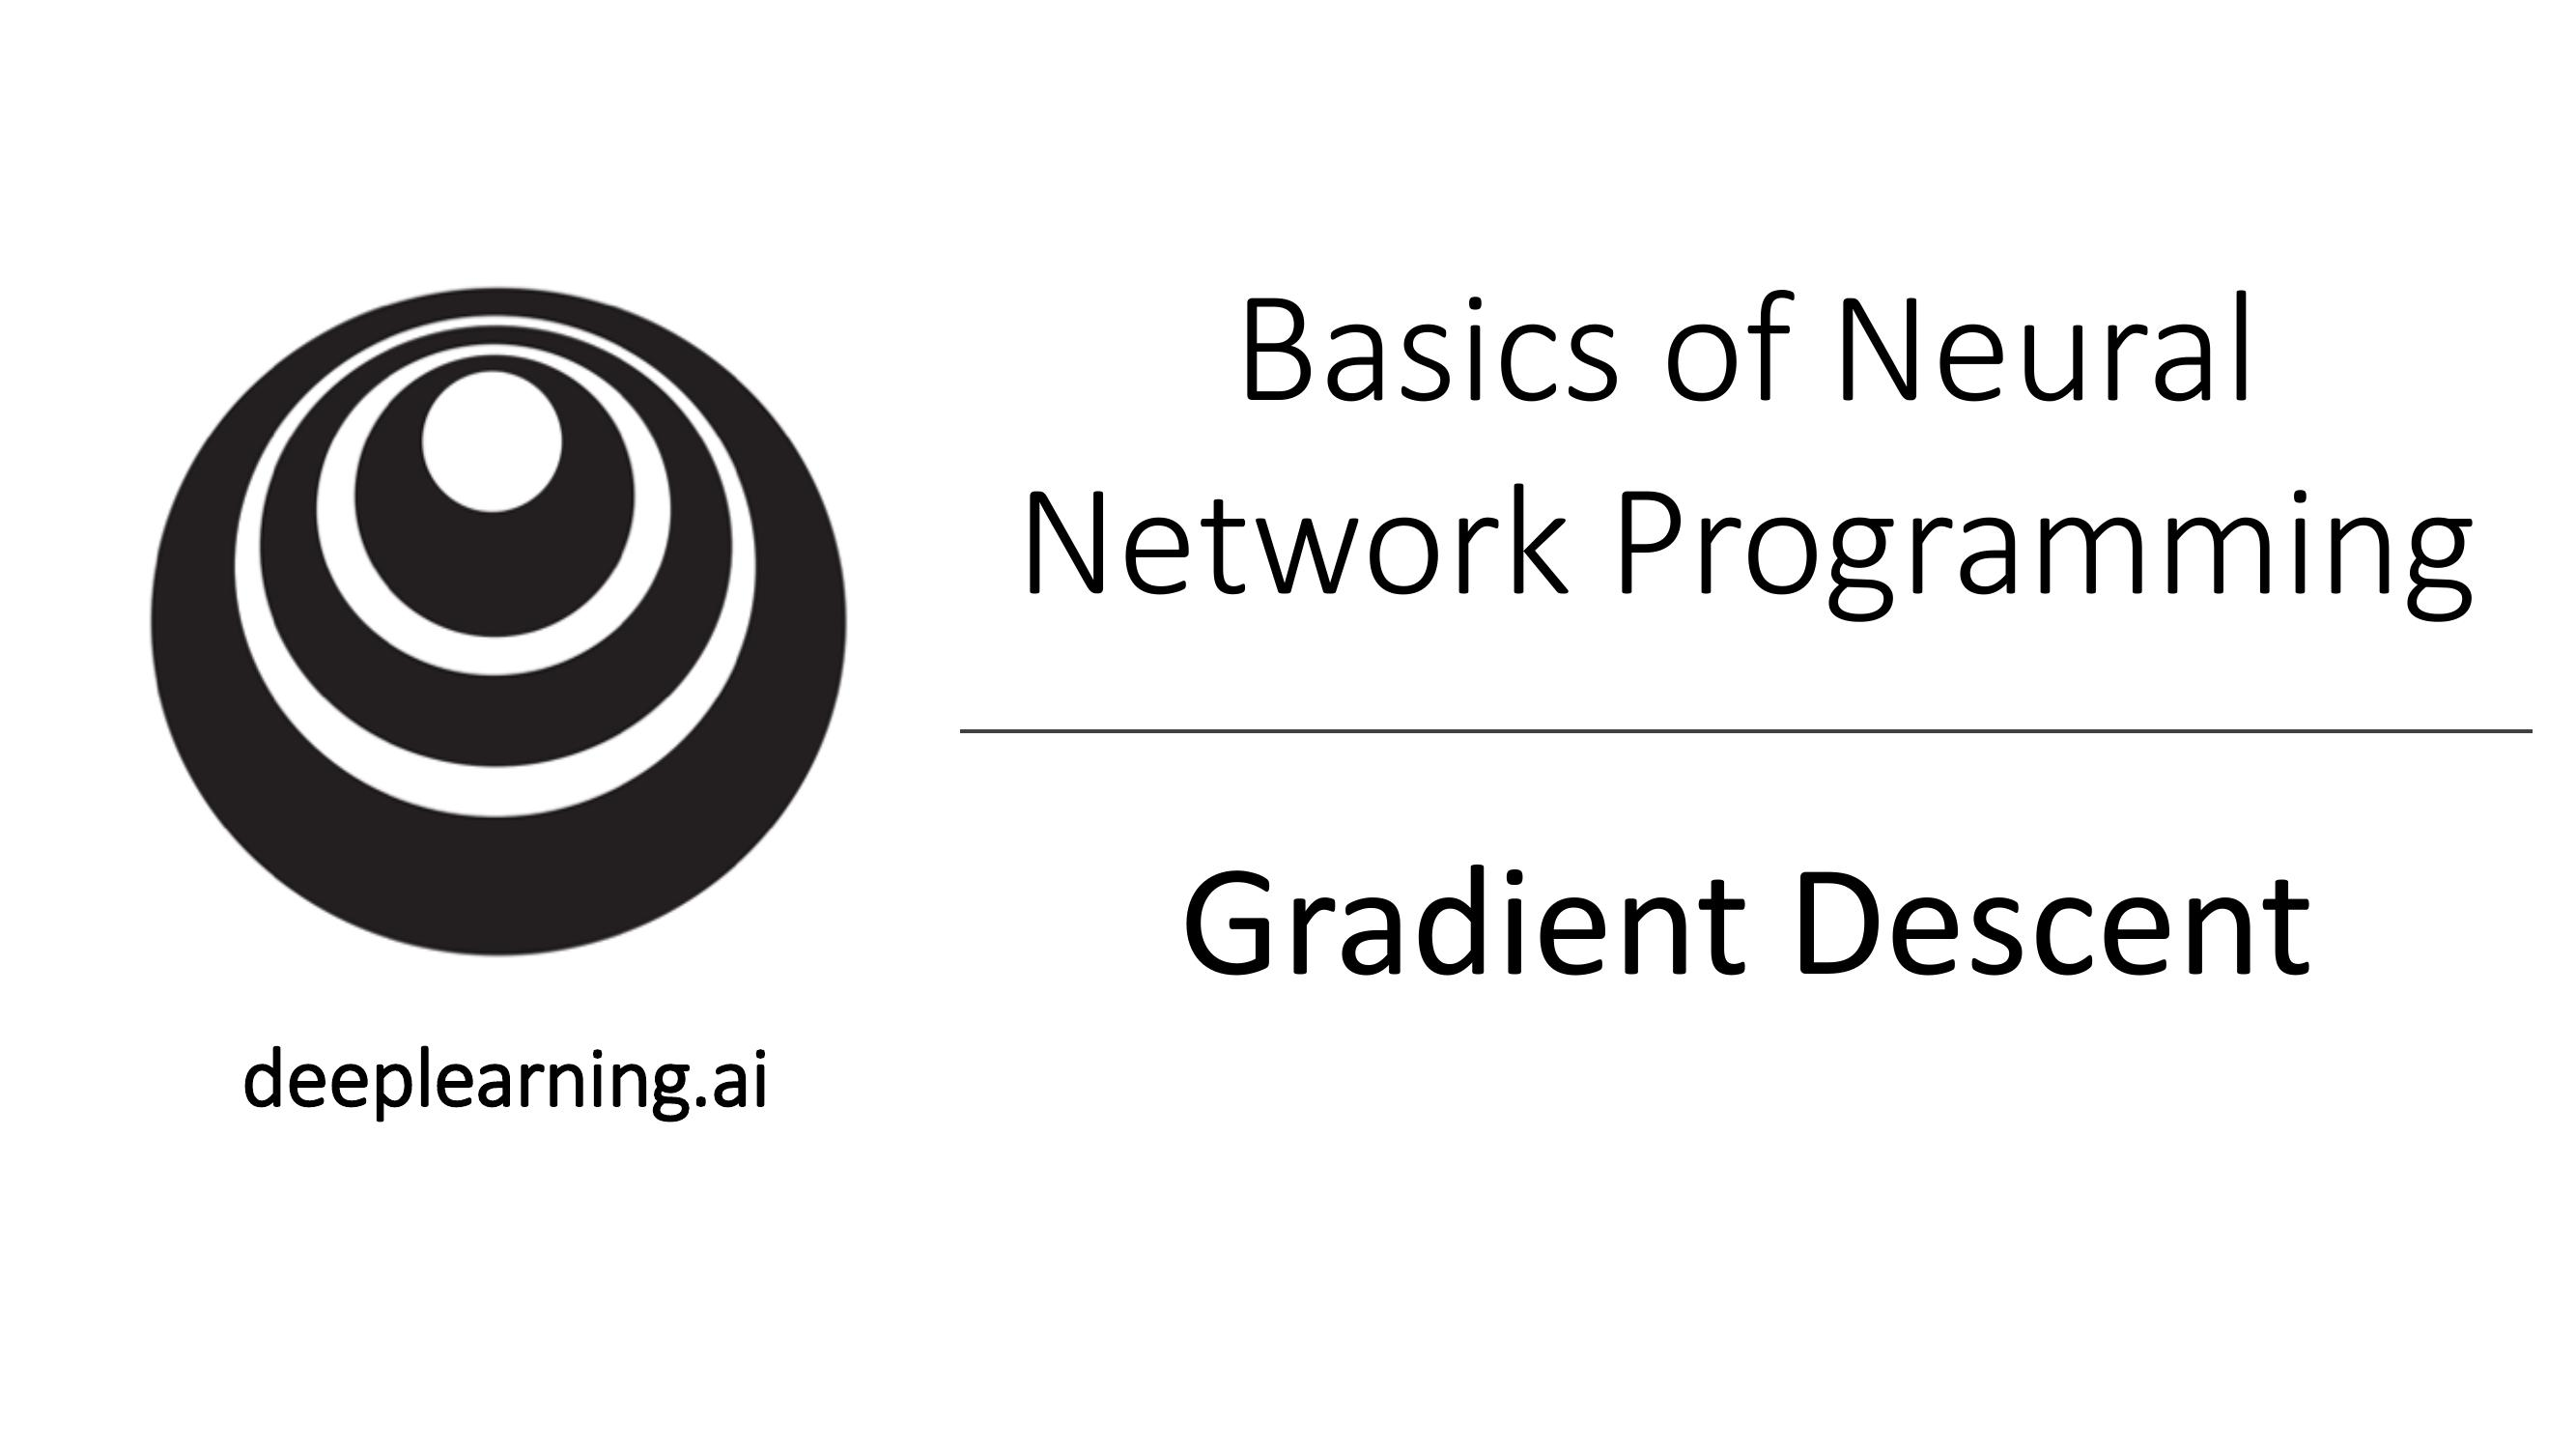 Basics of Neural
Network Programming
Gradient Descent
deeplearning.ai